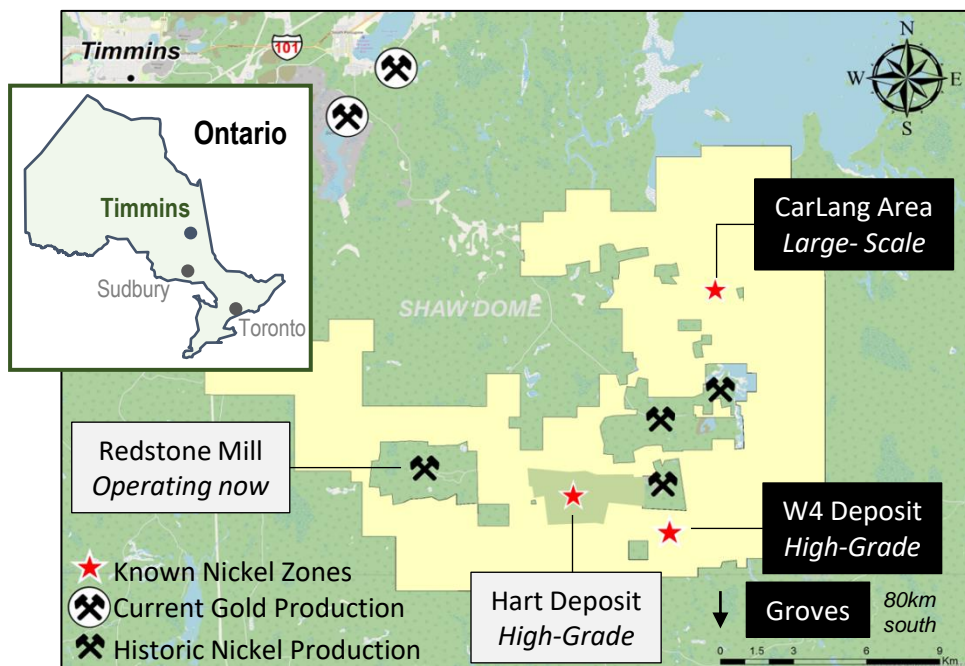 Timmins
101
N
W E
S
Ontario
Timmins
Sudbury
Toronto
CarLang Area
Large- Scale
SHAW DOME
Redstone Mill
Operating now
W4 Deposit
High-Grade
Hart Deposit
High-Grade
Known Nickel Zones
Current Gold Production
Historic Nickel Production
Groves
80km
south
0 1.5 3 6 9
Km